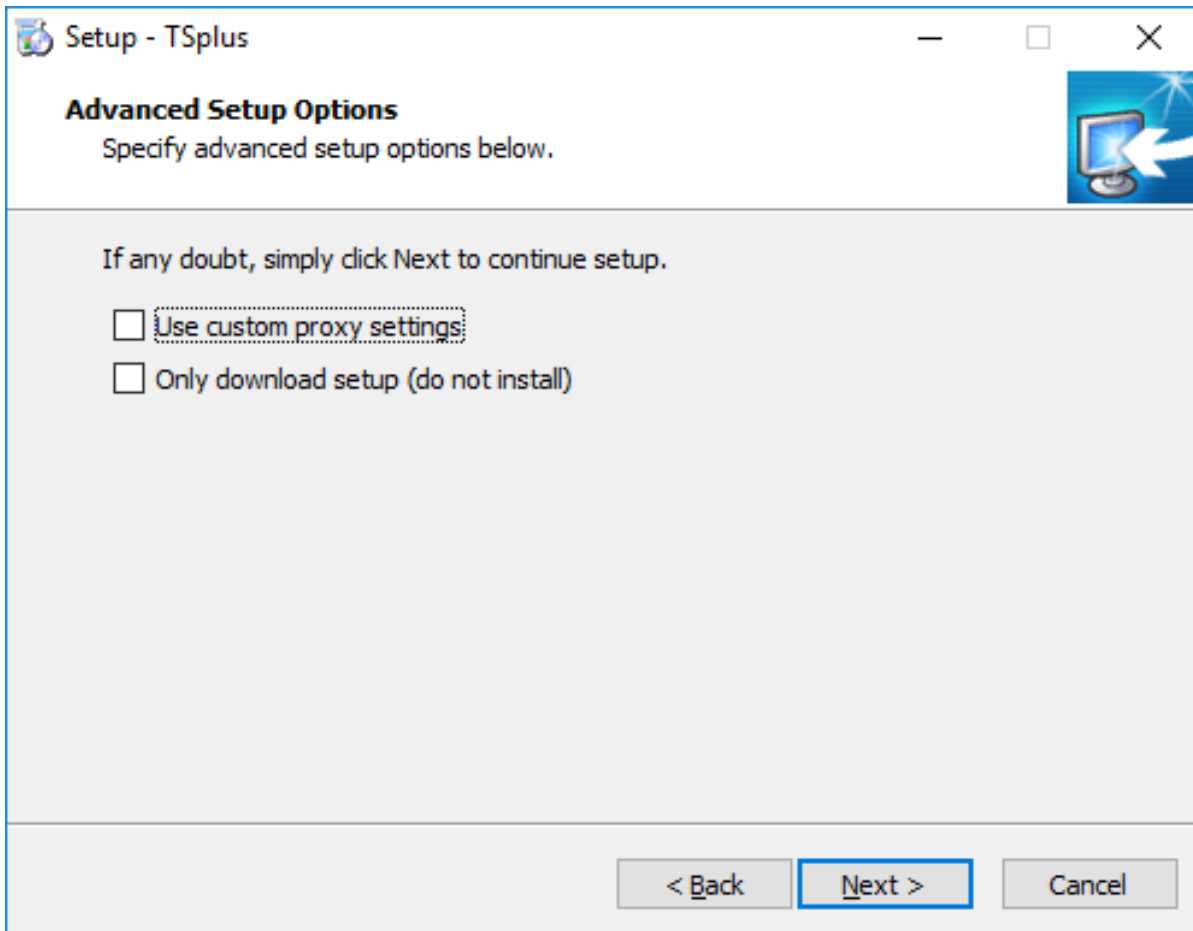 Setup - TSplus
Advanced Setup Options
Specify advanced setup options below.
If any doubt, simply click Next to continue setup.
Use custom proxy settings
Only download setup (do not install)
< Back Next > Cancel